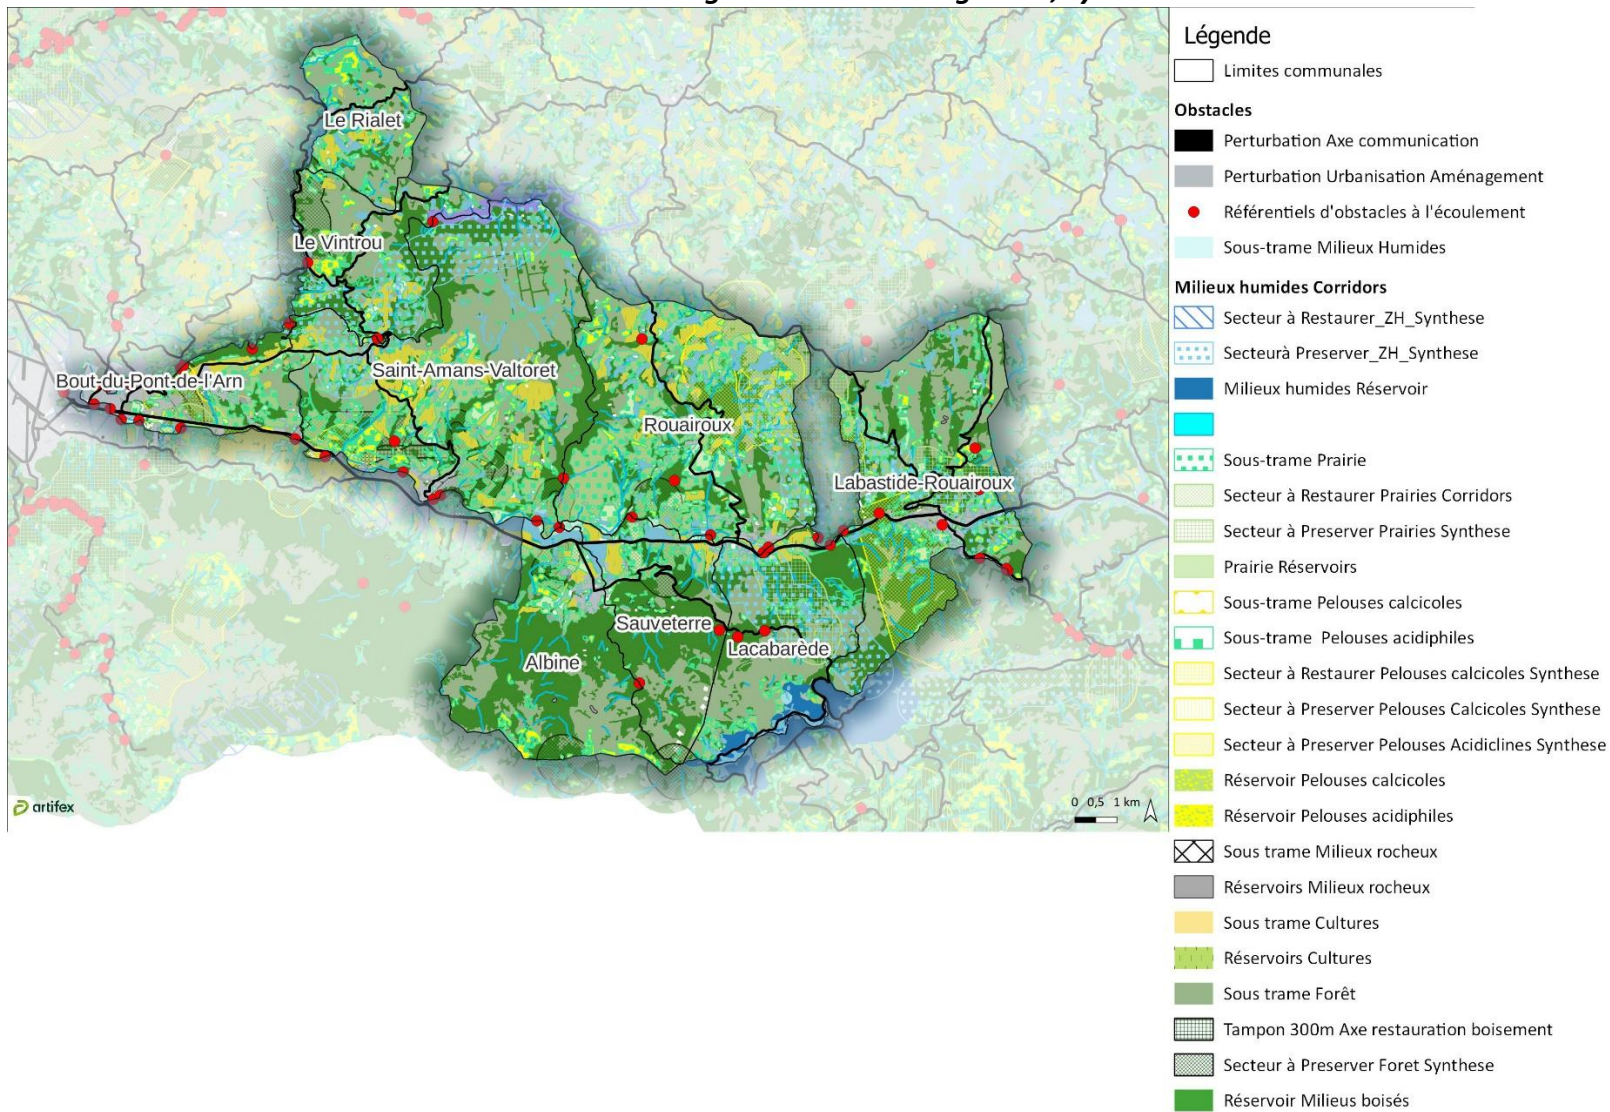 Légende
Limites communales
Obstacles
Perturbation Axe communication
Perturbation Urbanisation Aménagement
Référentiels d'obstacles à l'écoulement
Sous-trame Milieux Humides
Milieux humides Corridors
Secteur à Restaurer_ZH_Synthese
Secteurà Preserver_ZH_Synthese
Milieux humides Réservoir
Sous-trame Prairie
Secteur à Restaurer Prairies Corridors
Secteur à Preserver Prairies Synthese
Prairie Réservoirs
Sous-trame Pelouses calcicoles
Sous-trame Pelouses acidiphiles
Secteur à Restaurer Pelouses calcicoles Synthese
Secteur à Preserver Pelouses Calcicoles Synthese
Secteur à Preserver Pelouses Acidiclines Synthese
Réservoir Pelouses calcicoles
Réservoir Pelouses acidiphiles
Sous trame Milieux rocheux
Réservoirs Milieux rocheux
Sous trame Cultures
Réservoirs Cultures
Sous trame Forêt
Tampon 300m Axe restauration boisement
Secteur à Preserver Foret Synthese
Réservoir Milieus boisés
Le Rialet
Le Vintrou
Bout-du-Pont-de-l'Arn
Saint-Amans-Valtoret
Rouairoux
Labastide-Rouairoux
Sauveterre
Lacabarède
Albine
artifex
0 0,5 1 km